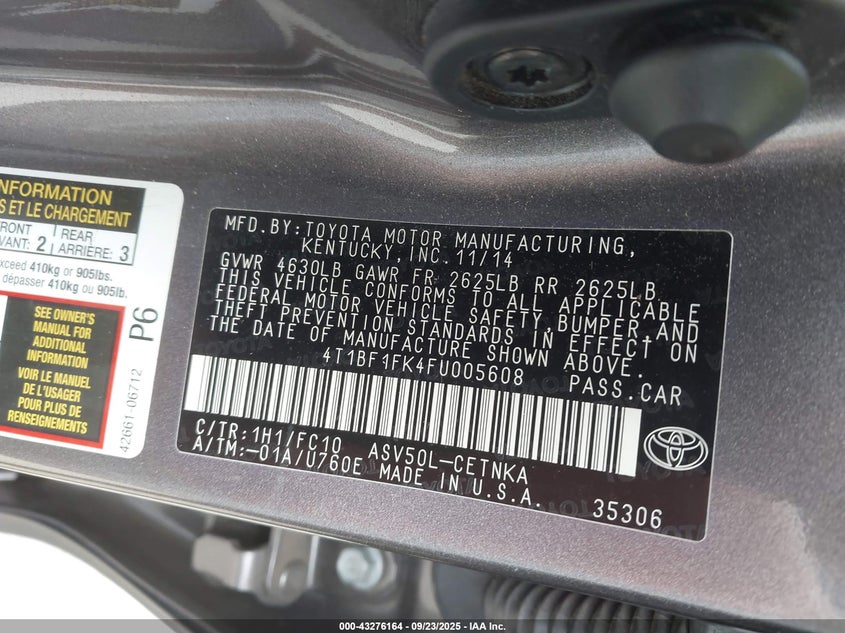 NFORMATION
S ET LE CHARGEMENT
FRONT
VANT: 2
REAR
ARRIÈRE: 3
exceed 410kg or 905lbs.
dépasser 410kg ou 905lb.
SEE OWNER'S
MANUAL FOR
ADDITIONAL
INFORMATION
VOIR LE MANUEL
DE L'USAGER
POUR PLUS DE
RENSEIGNEMENTS
P6
42661-06712
MFD.BY:TOYOTA MOTOR MANUFACTURING,
KENTUCKY,INC. 11/14
GVWR 4630LB GAWR FR 2625LB RR 2625LB
THIS VEHICLE CONFORMS TO ALL APPLICABLE
FEDERAL MOTOR VEHICLE SAFETY,BUMPER,AND
THEFT PREVENTION STANDARDS IN EFFECT ON
THE DATE OF MANUFACTURE SHOWN ABOVE.
4T1BF1FK4FU005608 PASS.CAR
C/TR:1H1/FC10 ASV50L-CETNKA
A/TM:-01A/U760E MADE IN U.S.A.
35306
000-43276164 - 09/23/2025 - IAA Inc.